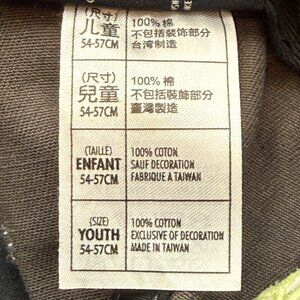 (尺寸)
儿童
54-57CM
100% 棉
不包括装饰部分
台湾制造
(尺寸)
兒童
54-57CM
100% 棉
不包括裝飾部分
臺灣製造
(TAILLE)
ENFANT
54-57CM
100% COTON
SAUF DECORATION
FABRIQUE A TAIWAN
(SIZE)
YOUTH
54-57CM
100% COTTON
EXCLUSIVE OF DECORATION
MADE IN TAIWAN